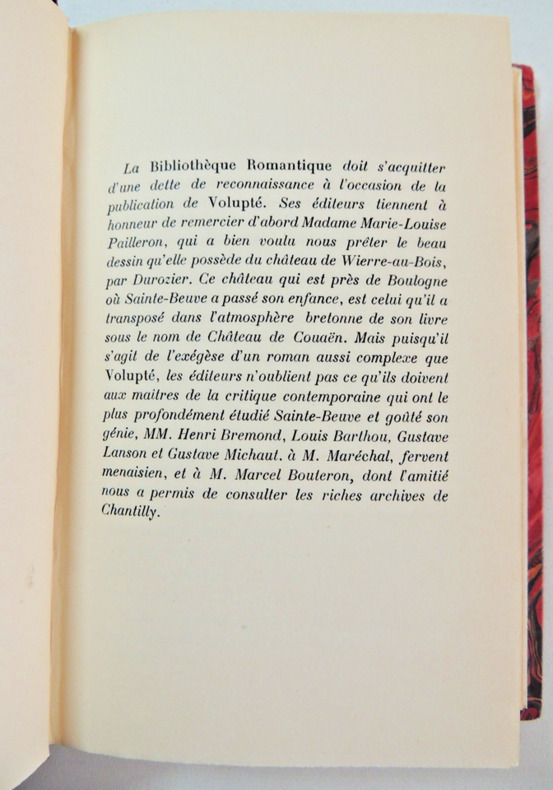 La Bibliothèque Romantique doit s'acquitter
d'une dette de reconnaissance à l'occasion de la
publication de Volupté. Ses éditeurs tiennent à
honneur de remercier d'abord Madame Marie-Louise
Pailleron, qui a bien voulu nous prêter le beau
dessin qu'elle possède du château de Wierre-au-Bois,
par Durozier. Ce château qui est près de Boulogne
où Sainte-Beuve a passé son enfance, est celui qu'il a
transposé dans l'atmosphère bretonne de son livre
sous le nom de Château de Couaën. Mais puisqu'il
s'agit de l'exégèse d'un roman aussi complexe que
Volupté, les éditeurs n'oublient pas ce qu'ils doivent
aux maîtres de la critique contemporaine qui ont le
plus profondément étudié Sainte-Beuve et goûté son
génie, MM. Henri Bremond, Louis Barthou, Gustave
Lanson et Gustave Michaut, à M. Maréchal, fervent
menaisien, et à M. Marcel Bouteron, dont l'amitié
nous a permis de consulter les riches archives de
Chantilly.